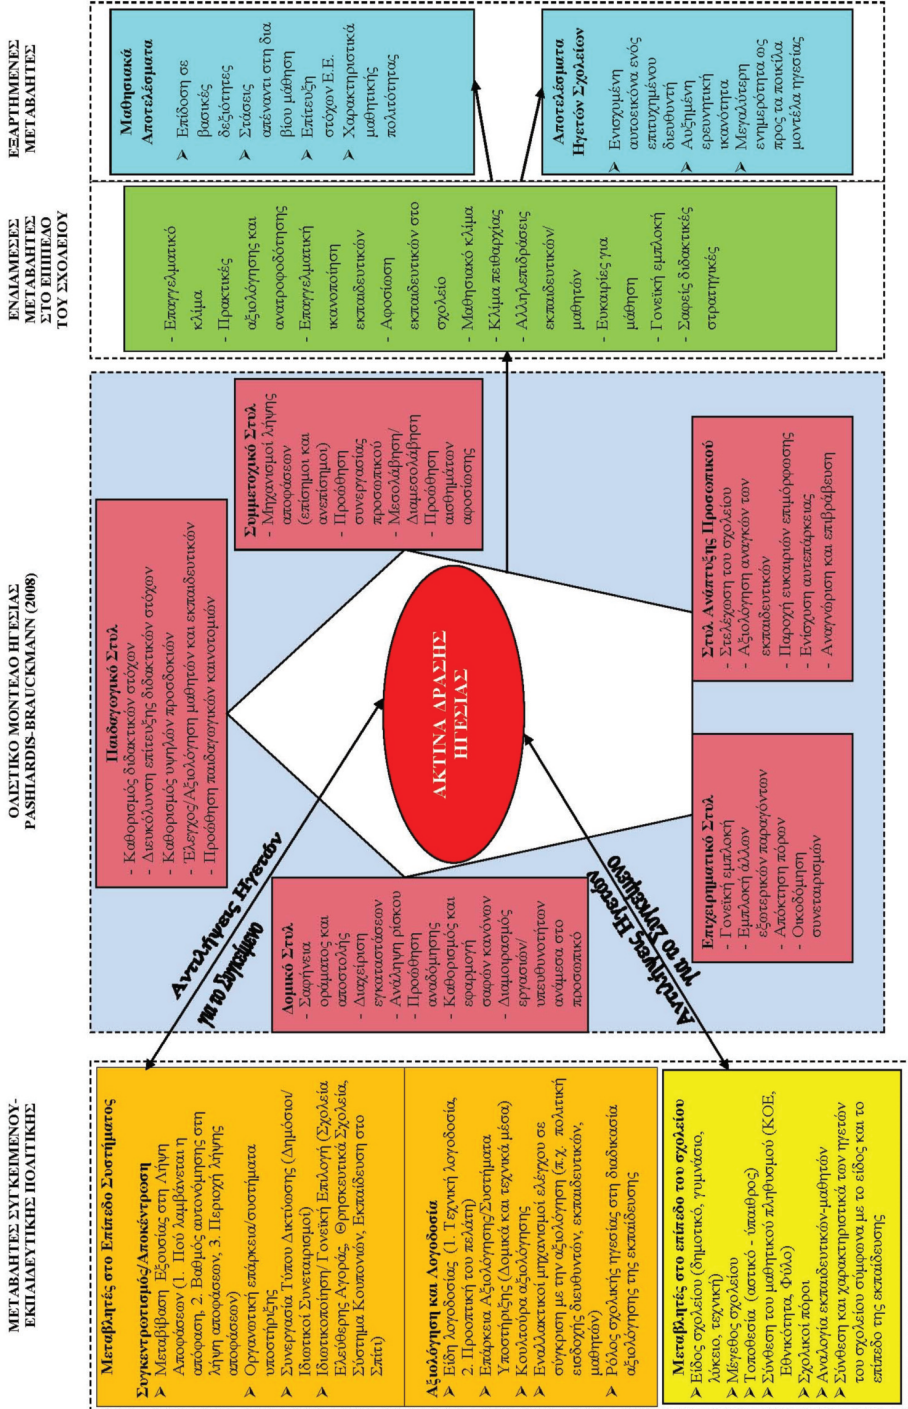 ΜΕΤΑΒΛΗΤΕΣ ΣΥΓΚΕΙΜΕΝΟΥ-
ΕΚΠΑΙΔΕΥΤΙΚΗΣ ΠΟΛΙΤΙΚΗΣ
Μεταβλητές στο Επίπεδο Συστήματος
Συγκεντρωτισμός/Αποκέντρωση
➢ Μεταβίβαση Εξουσίας στη Λήψη
Αποφάσεων (1. Πού λαμβάνεται η
απόφαση, 2. Βαθμός αυτονόμησης στη
λήψη αποφάσεων, 3. Περιοχή λήψης
αποφάσεων)
➢ Οργανωτική επάρκεια/συστήματα
υποστήριξης
➢ Συνεργασία Τύπου Δικτύωσης (Δημόσιοι/
Ιδιωτικοί Συνεταιρισμοί)
➢ Ιδιωτικοποίηση/ Γονεϊκή Επιλογή (Σχολεία
Ελεύθερης Αγοράς, Θρησκευτικά Σχολεία,
Σύστημα Κουπονιών, Εκπαίδευση στο
Σπίτι)
Αξιολόγηση και Λογοδοσία
➢ Είδη λογοδοσίας (1. Τεχνική λογοδοσία,
2. Προοπτική του πελάτη)
➢ Επάρκεια Αξιολόγησης/Συστήματα
Υποστήριξης (Δομικά και τεχνικά μέσα)
➢ Κουλτούρα αξιολόγησης
➢ Εναλλακτικοί μηχανισμοί ελέγχου σε
σύγκριση με την αξιολόγηση (π.χ. πολιτική
εισδοχής διευθυντών, εκπαιδευτικών,
μαθητών)
➢ Ρόλος σχολικής ηγεσίας στη διαδικασία
αξιολόγησης της εκπαίδευσης
Μεταβλητές στο επίπεδο του σχολείου
➢ Είδος σχολείου (δημοτικό, γυμνάσιο,
λύκειο, τεχνική)
➢ Μέγεθος σχολείου
➢ Τοποθεσία (αστικό - ύπαιθρος)
➢ Σύνθεση του μαθητικού πληθυσμού (ΚΟΕ,
Εθνικότητα, Φύλο)
➢ Σχολικοί πόροι
➢ Αναλογία εκπαιδευτικών-μαθητών
➢ Σύνθεση και χαρακτηριστικά των ηγετών
του σχολείου σύμφωνα με το είδος και το
επίπεδο της εκπαίδευσης
ΟΛΙΣΤΙΚΟ ΜΟΝΤΕΛΟ ΗΓΕΣΙΑΣ
PASHARDIS-BRAUCKMANN (2008)
Αντιλήψεις Ηγετών
για το Συγκείμενο
Αντιλήψεις Ηγετών
για το Συγκείμενο
Παιδαγωγικό Στυλ
- Καθορισμός διδακτικών στόχων
- Διευκόλυνση επίτευξης διδακτικών στόχων
- Καθορισμός υψηλών προσδοκιών
- Έλεγχος/Αξιολόγηση μαθητών και εκπαιδευτικών
- Προώθηση παιδαγωγικών καινοτομιών
Δομικό Στυλ
- Σαφήνεια
οράματος και
αποστολής
- Διαχείριση
εγκαταστάσεων
- Ανάληψη ρίσκου
- Προώθηση
αναδόμησης
- Καθορισμός και
εφαρμογή
σαφών κανόνων
- Διαμοιρασμός
εργασιών/
υπευθυνοτήτων
ανάμεσα στο
προσωπικό
Συμμετοχικό Στυλ
- Μηχανισμοί λήψης
αποφάσεων
(επίσημοι και
ανεπίσημοι)
- Προώθηση
συνεργασίας
προσωπικού
- Μεσολάβηση/
Διαμεσολάβηση
- Προώθηση
αισθημάτων
αφοσίωσης
ΑΚΤΙΝΑ ΔΡΑΣΗΣ
ΗΓΕΣΙΑΣ
Επιχειρηματικό Στυλ
- Γονεϊκή εμπλοκή
- Εμπλοκή άλλων
εξωτερικών παραγόντων
- Απόκτηση πόρων
- Οικοδόμηση
συνεταιρισμών
Στυλ Ανάπτυξης Προσωπικού
- Στελέχωση του σχολείου
- Αξιολόγηση αναγκών των
εκπαιδευτικών
- Παροχή ευκαιριών επιμόρφωσης
- Ενίσχυση αυτεπάρκειας
- Αναγνώριση και επιβράβευση
ΕΝΔΙΑΜΕΣΕΣ
ΜΕΤΑΒΛΗΤΕΣ
ΣΤΟ ΕΠΙΠΕΔΟ
ΤΟΥ ΣΧΟΛΕΙΟΥ
- Επαγγελματικό
κλίμα
- Πρακτικές
αξιολόγησης και
ανατροφοδότησης
- Επαγγελματική
ικανοποίηση
εκπαιδευτικών
- Αφοσίωση
εκπαιδευτικών στο
σχολείο
- Μαθησιακό κλίμα
- Κλίμα πειθαρχίας
- Αλληλεπιδράσεις
εκπαιδευτικών/
μαθητών
- Ευκαιρίες για
μάθηση
- Γονεϊκή εμπλοκή
- Σαφείς διδακτικές
στρατηγικές
ΕΞΑΡΤΗΜΕΝΕΣ
ΜΕΤΑΒΛΗΤΕΣ
Μαθησιακά
Αποτελέσματα
➢ Επίδοση σε
βασικές
δεξιότητες
➢ Στάσεις
απέναντι στη δια
βίου μάθηση
➢ Επίτευξη
στόχων Ε.Ε.
➢ Χαρακτηριστικά
μαθητικής
πολιτότητας
Αποτελέσματα
Ηγετών Σχολείων
➢ Ενισχυμένη
αυτοεικόνα ενός
επιτυχημένου
διευθυντή
➢ Αυξημένη
ερευνητική
ικανότητα
➢ Μεγαλύτερη
ενημερότητα ως
προς τα ποικίλα
μοντέλα ηγεσίας